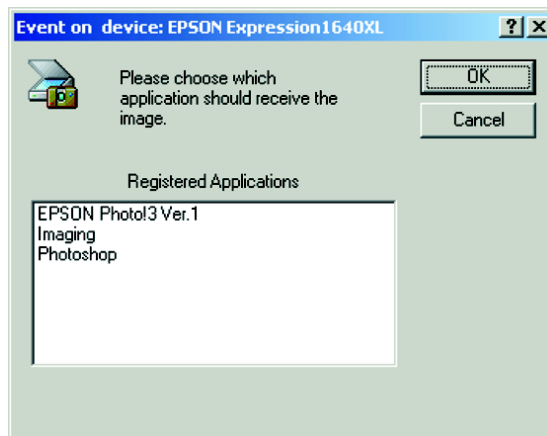 Event on device: EPSON Expression1640XL
Please choose which
application should receive the
image.
OK
Cancel
Registered Applications
EPSON Photo!3 Ver.1
Imaging
Photoshop